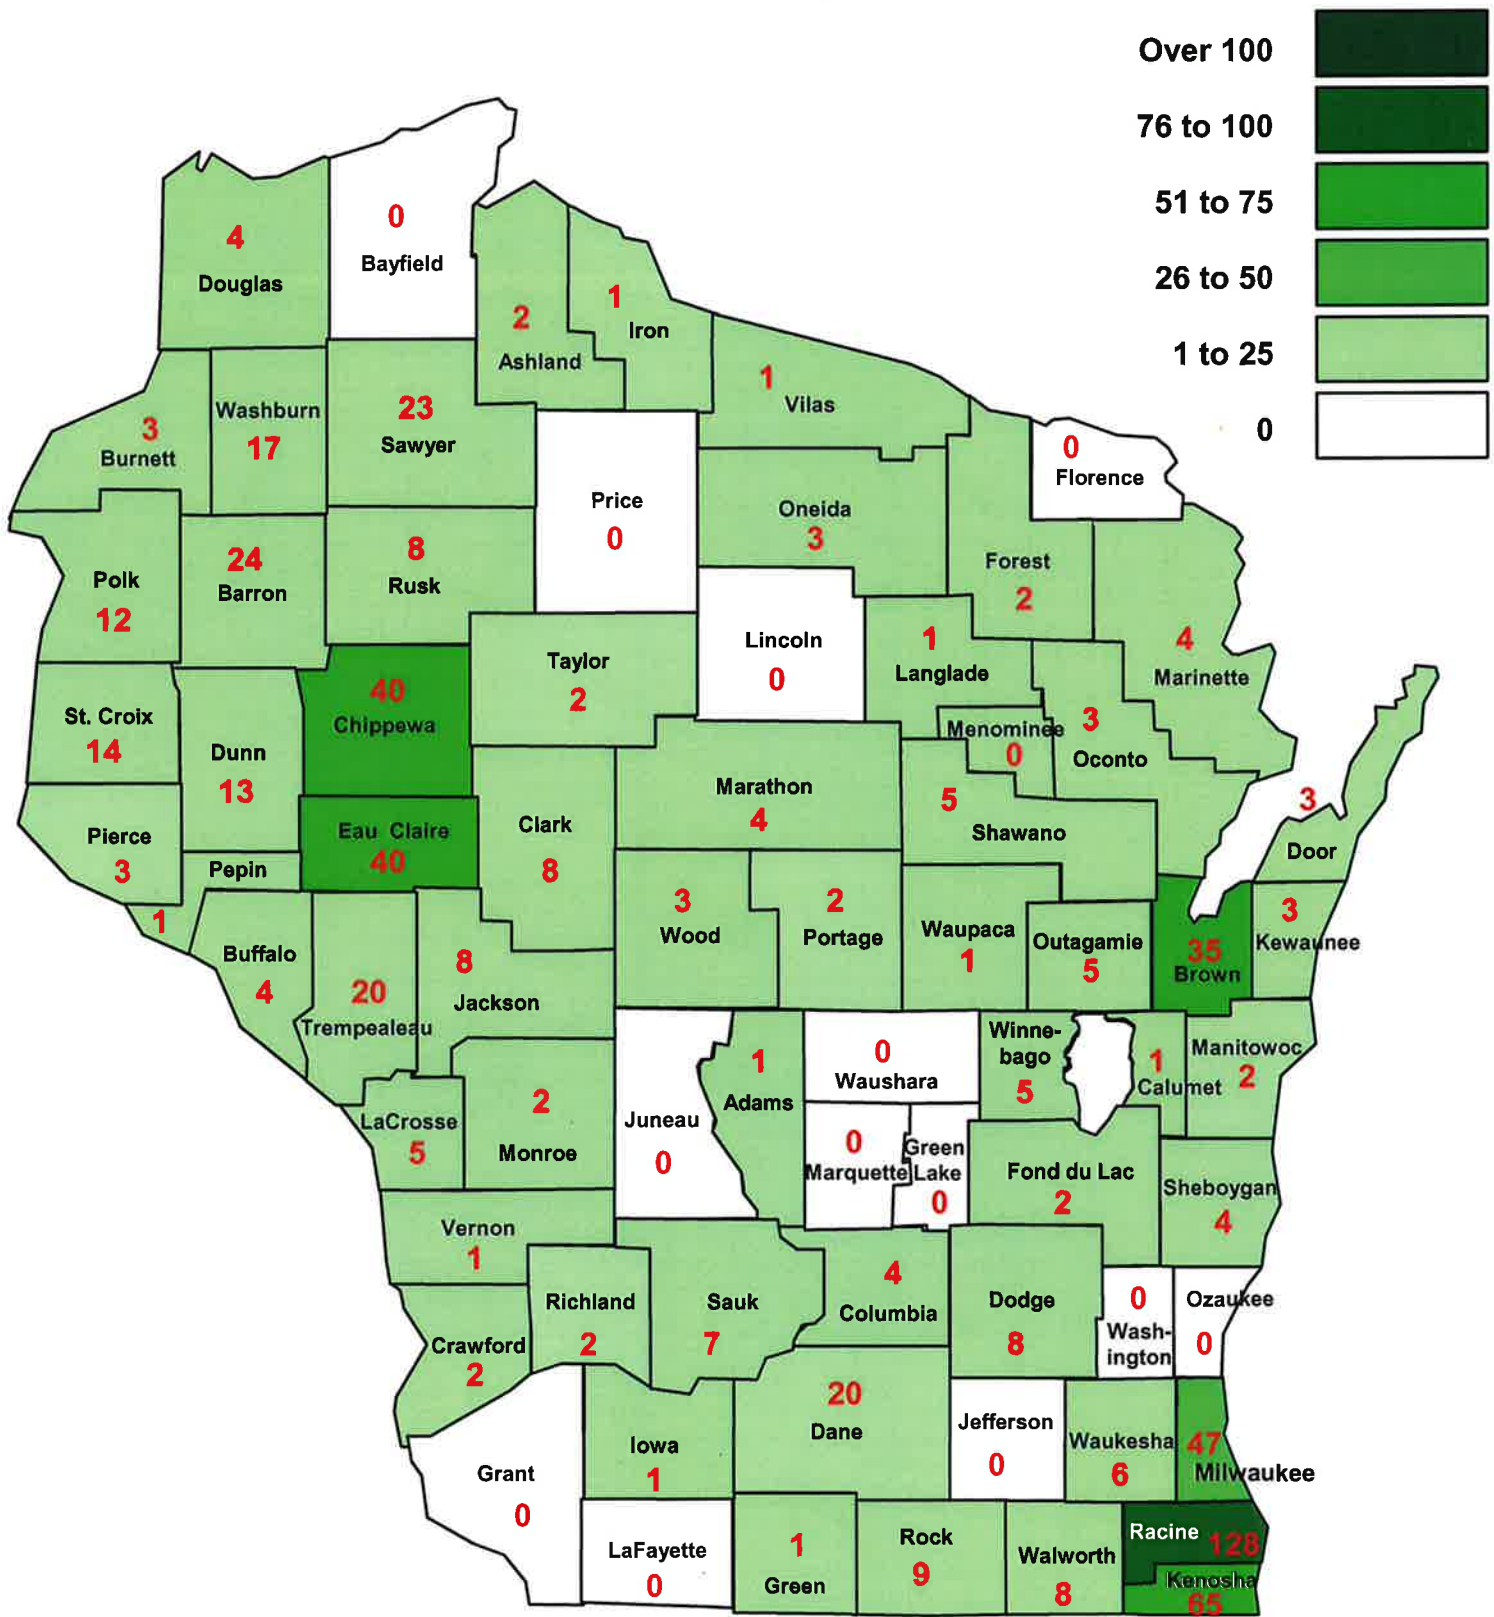 Over 100
76 to 100
51 to 75
26 to 50
1 to 25
0
4
Douglas
0
Bayfield
2
Ashland
1
Iron
1
Vilas
3
Burnett
Washburn
17
23
Sawyer
Price
0
Oneida
3
Forest
2
0
Florence
4
Marinette
Polk
12
24
Barron
8
Rusk
Taylor
2
Lincoln
0
1
Langlade
Menominee
0
3
Oconto
St. Croix
14
Dunn
13
40
Chippewa
Eau Claire
40
Clark
8
Marathon
4
5
Shawano
3
Door
Pierce
3
Pepin
1
Buffalo
4
20
Trempealeau
8
Jackson
3
Wood
2
Portage
Waupaca
1
Outagamie
5
35
Brown
3
Kewaunee
LaCrosse
5
2
Monroe
Juneau
0
1
Adams
0
Waushara
0
Marquette
Green
Lake
0
Winne-
bago
5
1
Calumet
Manitowoc
2
Fond du Lac
2
Sheboygan
4
Vernon
1
Crawford
2
Richland
2
Sauk
7
4
Columbia
Dodge
8
0
Wash-
ington
Ozaukee
0
Grant
0
Iowa
1
20
Dane
Jefferson
0
Waukesha
6
47
Milwaukee
LaFayette
0
1
Green
Rock
9
Walworth
8
Racine 128
Kenosha
65